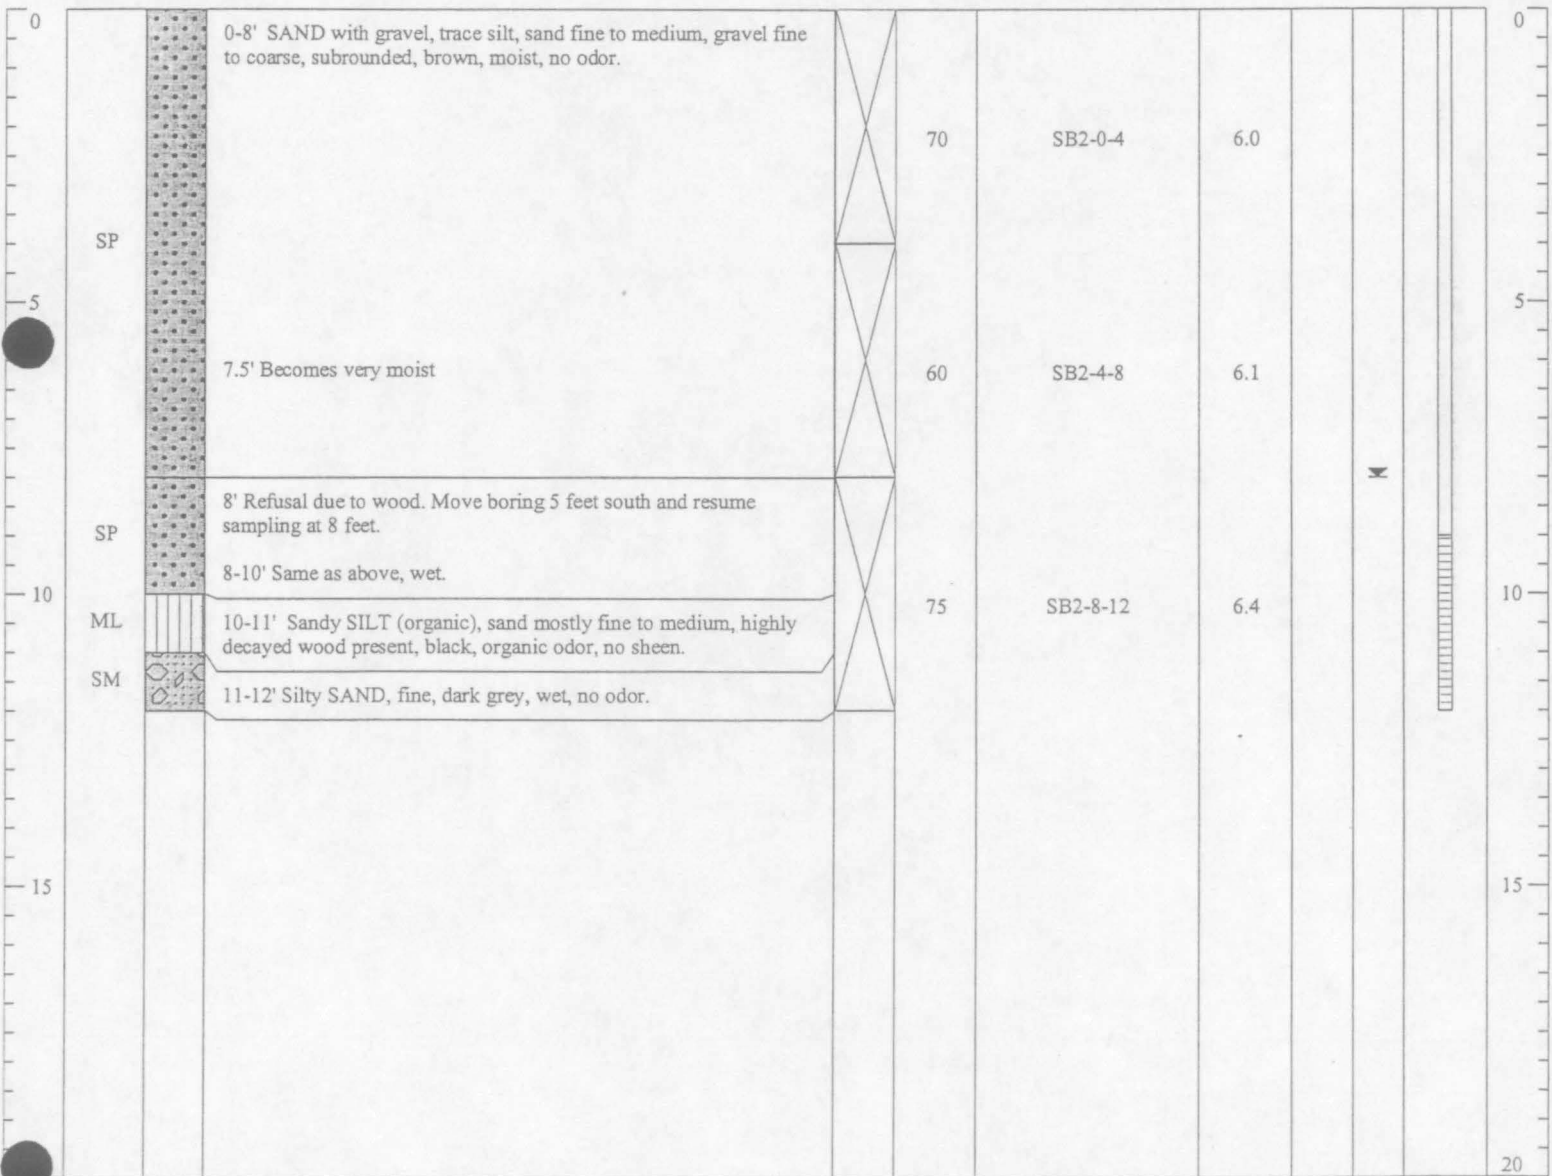 0
0
0-8' SAND with gravel, trace silt, sand fine to medium, gravel fine
to coarse, subrounded, brown, moist, no odor.
70 SB2-0-4 6.0
SP
5
5
7.5' Becomes very moist
60 SB2-4-8 6.1
8' Refusal due to wood. Move boring 5 feet south and resume
sampling at 8 feet.
SP
8-10' Same as above, wet.
10
10
75 SB2-8-12 6.4
ML
10-11' Sandy SILT (organic), sand mostly fine to medium, highly
decayed wood present, black, organic odor, no sheen.
SM
11-12' Silty SAND, fine, dark grey, wet, no odor.
15
15
20